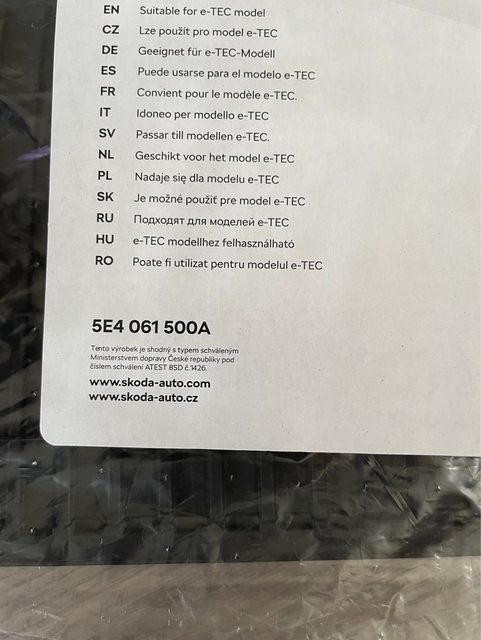 EN Suitable for e-TEC model
CZ Lze použít pro model e-TEC
DE Geeignet für e-TEC-Modell
ES Puede usarse para el modelo e-TEC
FR Convient pour le modèle e-TEC.
IT Idoneo per modello e-TEC
SV Passar till modellen e-TEC.
NL Geschikt voor het model e-TEC
PL Nadaje się dla modelu e-TEC
SK Je možné použiť pre model e-TEC
RU Подходят для моделей e-TEC
HU e-TEC modellhez felhasználható
RO Poate fi utilizat pentru modelul e-TEC
5E4 061 500A
Tento výrobek je shodný s typem schváleným
Ministerstvem dopravy České republiky pod
číslem schválení ATEST 8SD č.1426.
www.skoda-auto.com
www.skoda-auto.cz